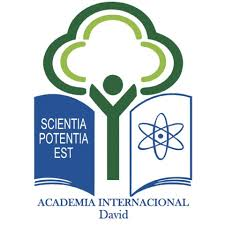 SCIENTIA
POTENTIA
EST
ACADEMIA INTERNACIONAL
David